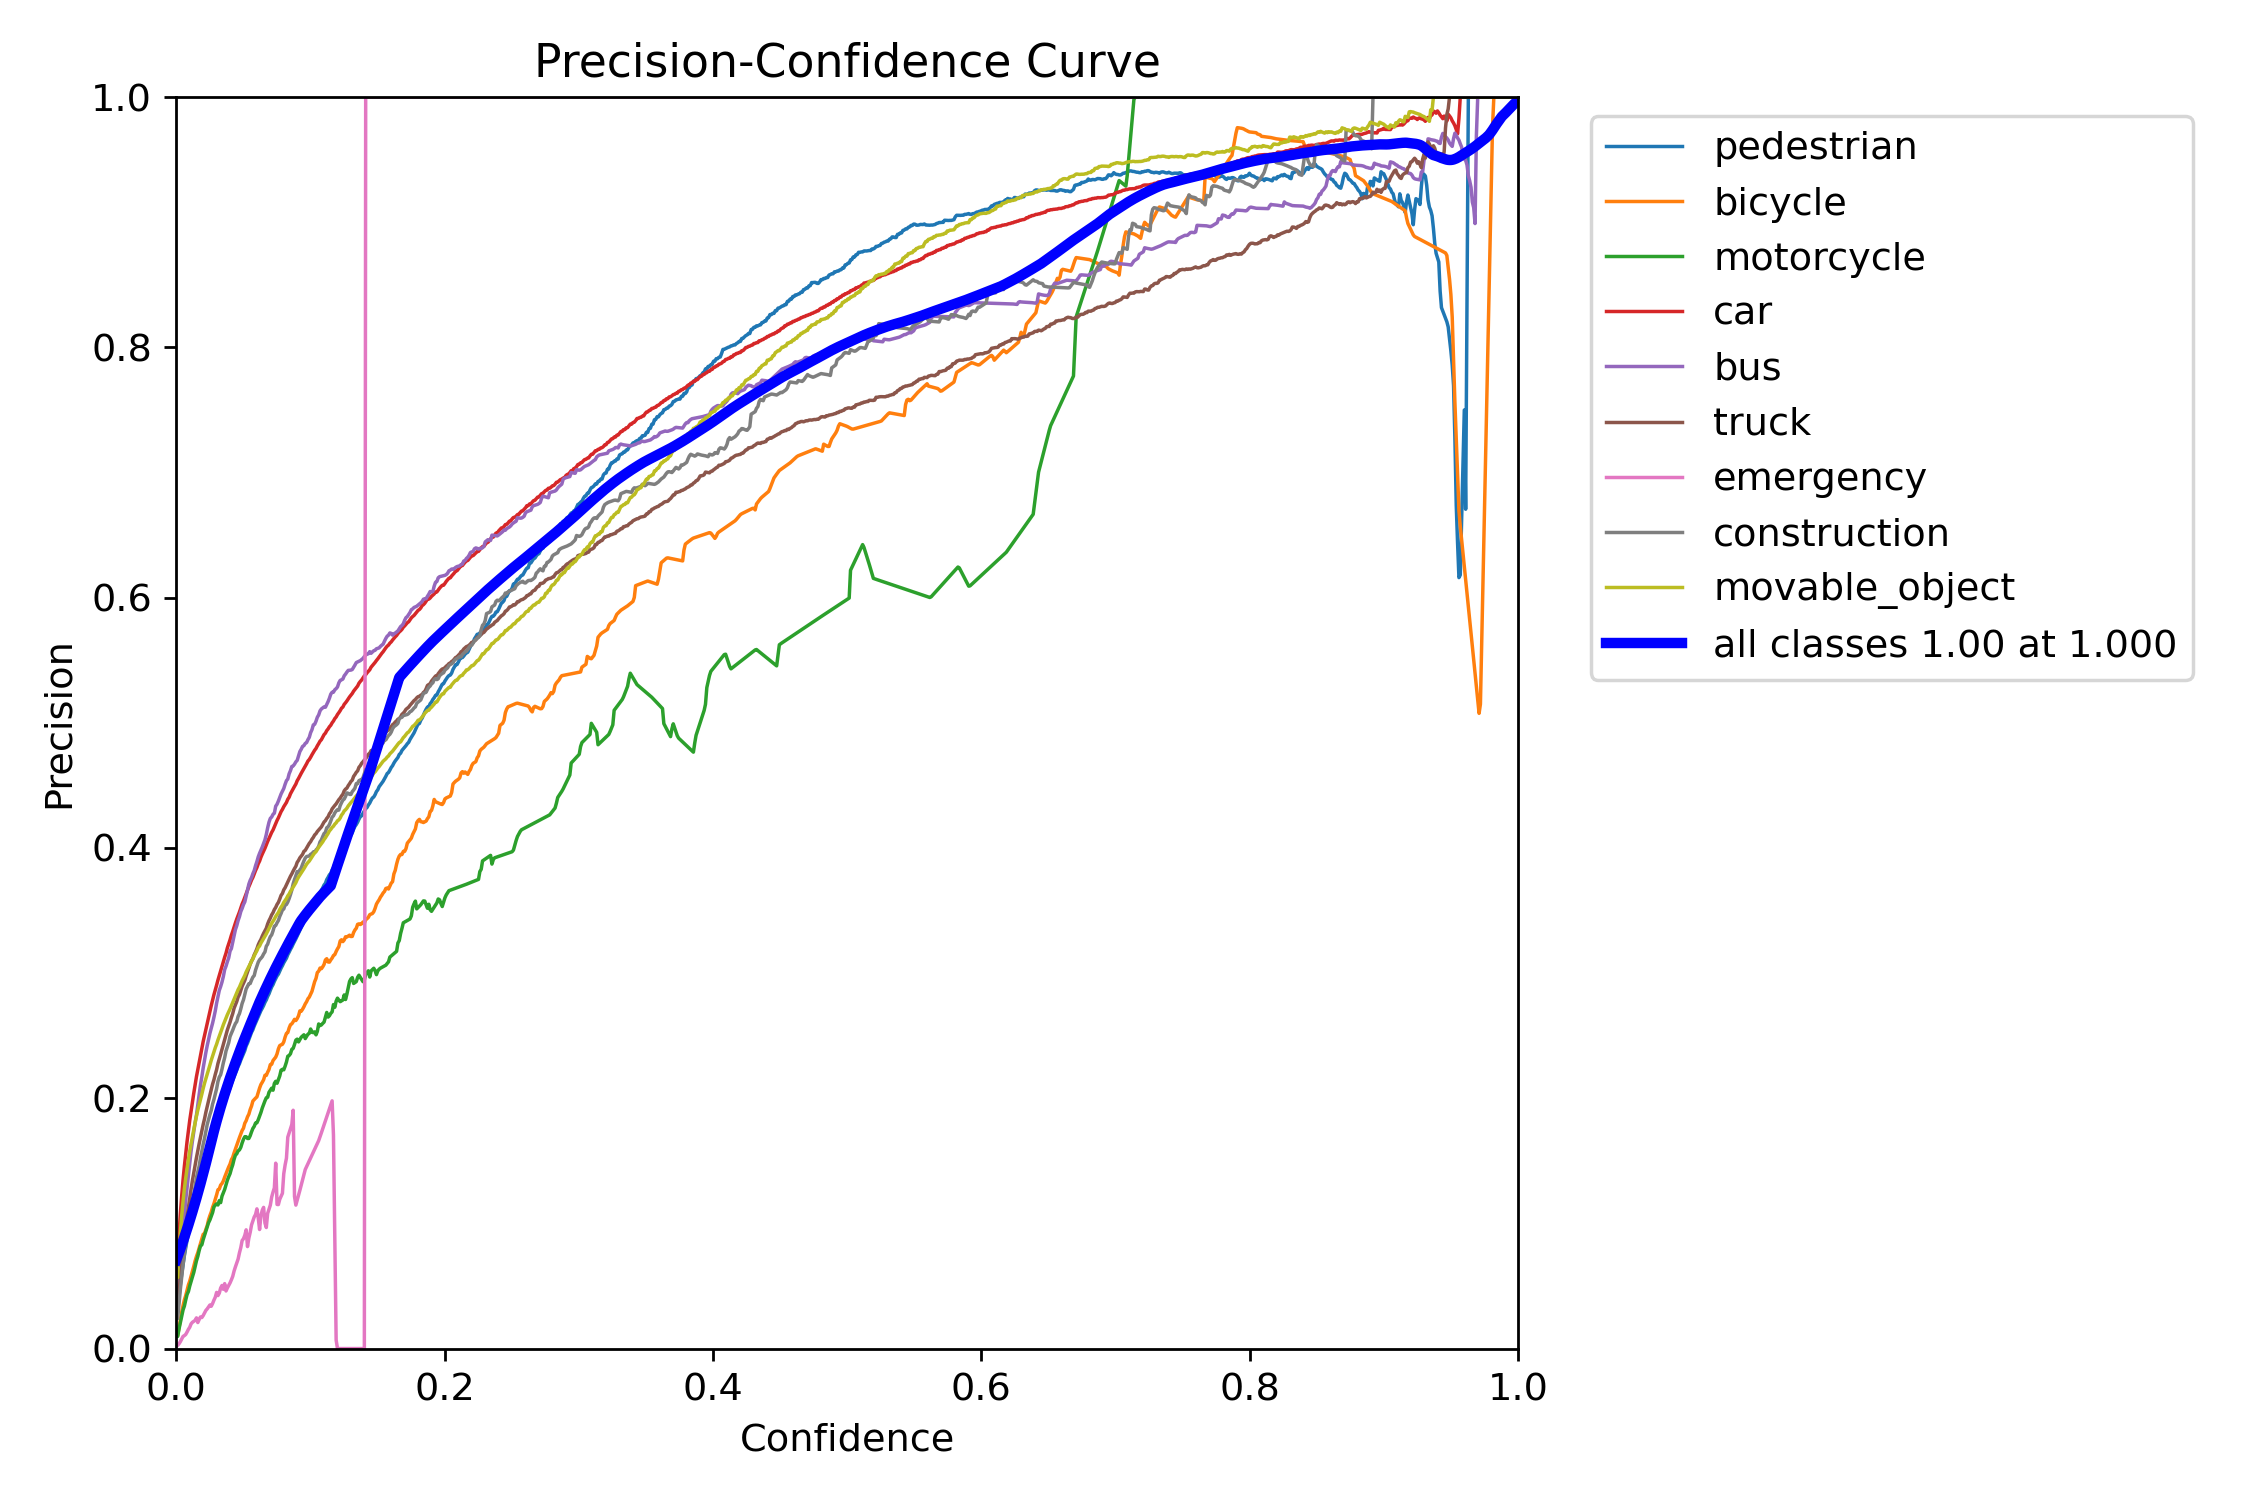 Precision-Confidence Curve
1.0
0.8
0.6
0.4
0.2
0.0
Precision
0.0 0.2 0.4 0.6 0.8 1.0
Confidence
pedestrian
bicycle
motorcycle
car
bus
truck
emergency
construction
movable_object
all classes 1.00 at 1.000